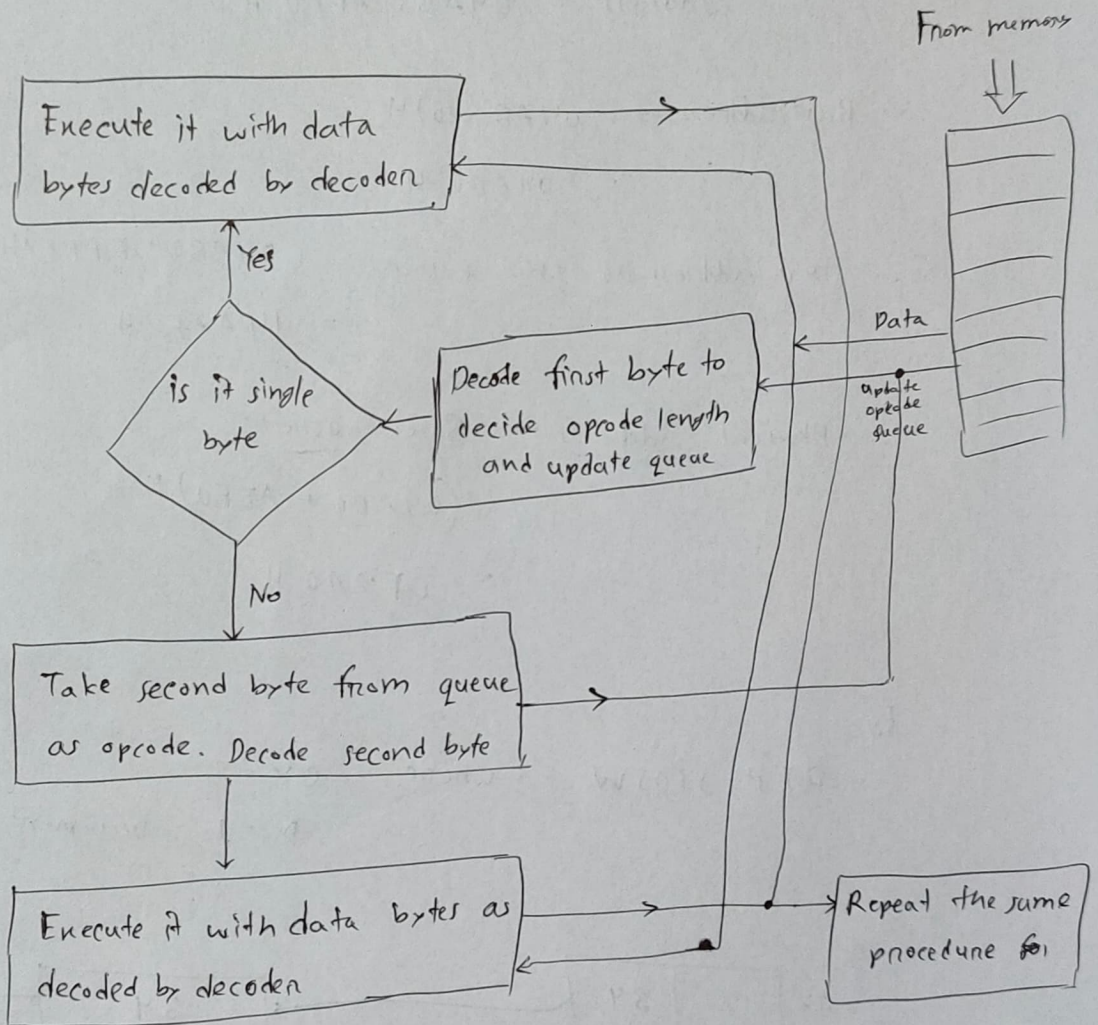 From memory
Execute it with data
bytes decoded by decoder
Yes
Data
is it single
byte
Decode first byte to
decide opcode length
and update queue
update
opcode
queue
No
Take second byte from queue
as opcode. Decode second byte
Execute it with data bytes as
decoded by decoder
Repeat the same
procedure